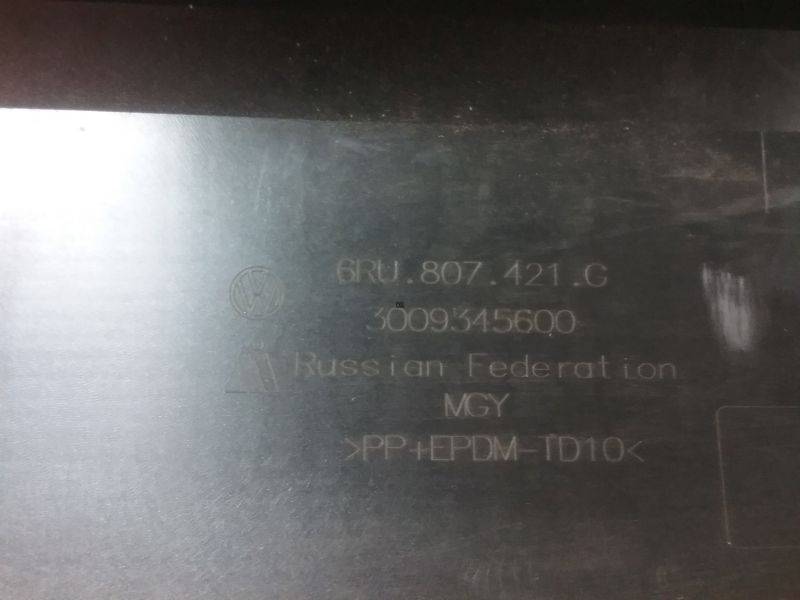 6RU.807.421.G
3009345600
Russian Federation
MGY
>PP+EPDM-TD10<